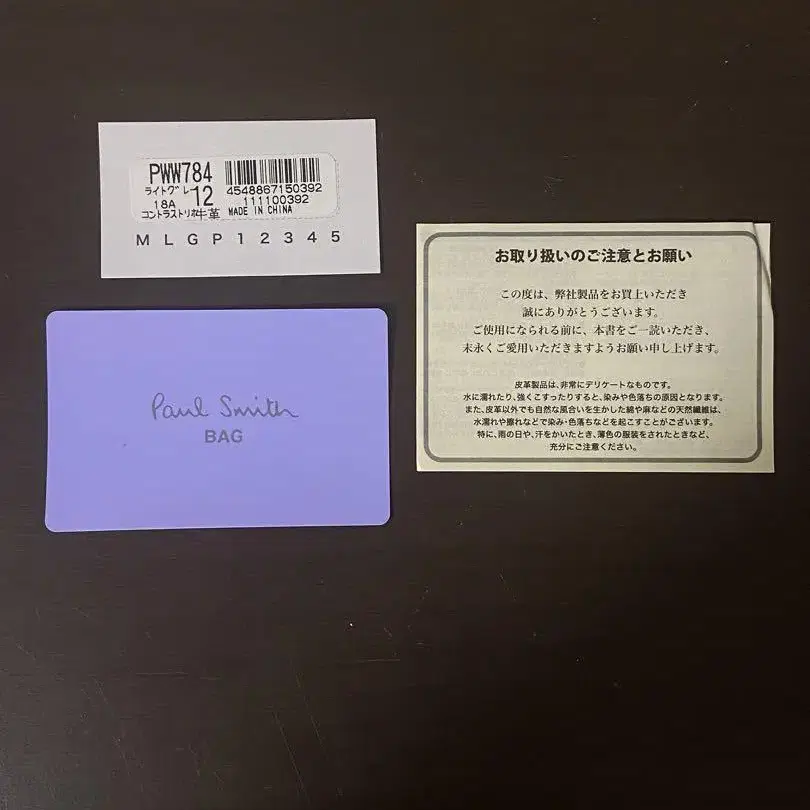 PWW784
ライトグレ 12
4548867150392
18A
111100392
コントラストリボ牛革 MADE IN CHINA
M L G P 1 2 3 4 5
Paul Smith
BAG
お取り扱いのご注意とお願い
この度は、弊社製品をお買上いただき
誠にありがとうございます。
ご使用になられる前に、本書をご一読いただき、
末永くご愛用いただきますようお願い申し上げます。
皮革製品は、非常にデリケートなものです。
水に濡れたり、強くこすったりすると、染みや色落ちの原因となります。
また、皮革以外でも自然な風合いを生かした綿や麻などの天然繊維は、
水濡れや擦れなどで染み・色落ちなどを起こすことがございます。
特に、雨の日や、汗をかいたとき、薄色の服装をされたときなど、
充分にご注意ください。